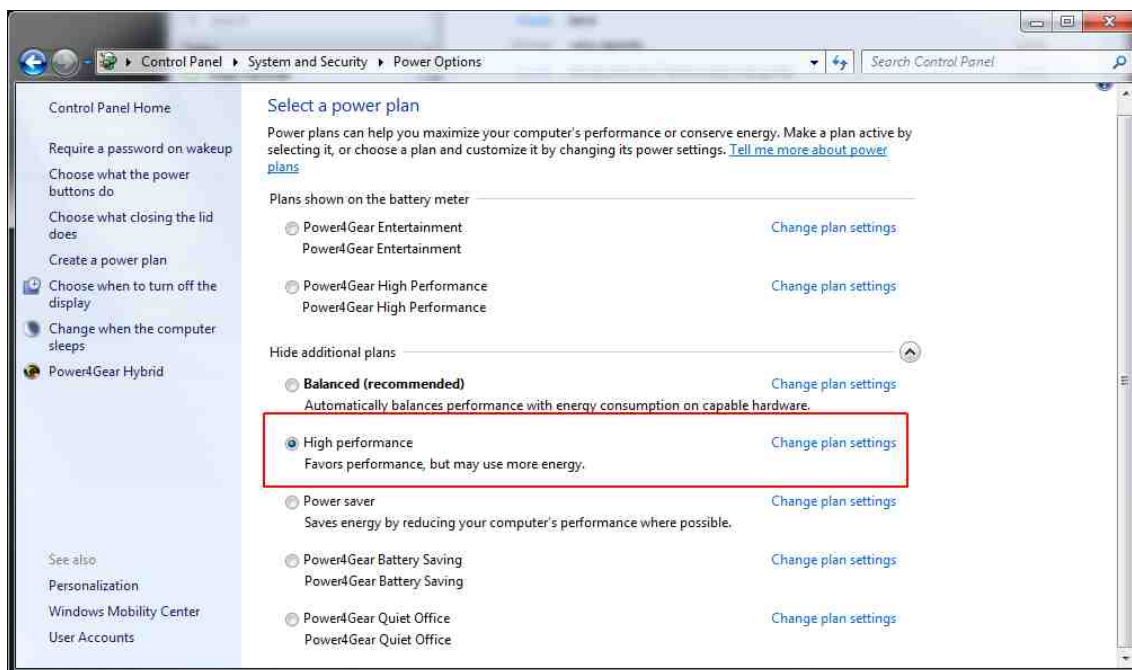 Control Panel ▸ System and Security ▸ Power Options
Search Control Panel
Control Panel Home
Require a password on wakeup
Choose what the power
buttons do
Choose what closing the lid
does
Create a power plan
Choose when to turn off the
display
Change when the computer
sleeps
Power4Gear Hybrid
See also
Personalization
Windows Mobility Center
User Accounts
Select a power plan
Power plans can help you maximize your computer's performance or conserve energy. Make a plan active by
selecting it, or choose a plan and customize it by changing its power settings. Tell me more about power
plans
Plans shown on the battery meter
Power4Gear Entertainment Change plan settings
Power4Gear Entertainment
Power4Gear High Performance Change plan settings
Power4Gear High Performance
Hide additional plans
Balanced (recommended) Change plan settings
Automatically balances performance with energy consumption on capable hardware.
High performance Change plan settings
Favors performance, but may use more energy.
Power saver Change plan settings
Saves energy by reducing your computer's performance where possible.
Power4Gear Battery Saving Change plan settings
Power4Gear Battery Saving
Power4Gear Quiet Office Change plan settings
Power4Gear Quiet Office